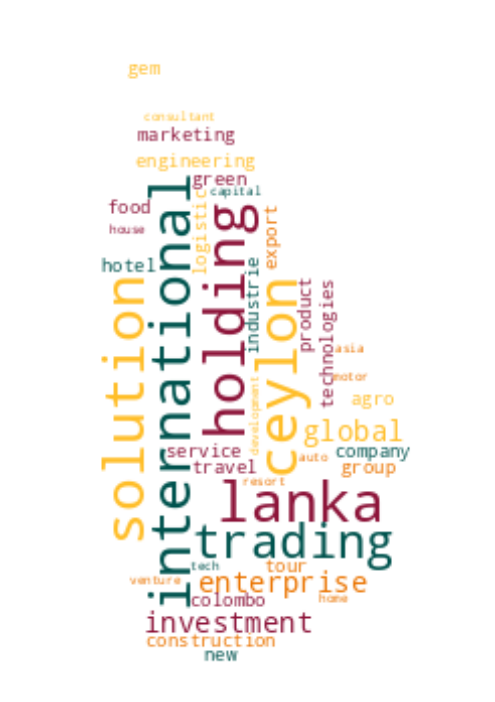 gem
consultant
marketing
engineering
green
capital
food
house
logistic
international
holding
export
hotel
industrie
solution
ceylon
product
technologies
asia
motor
development
agro
global
service
company
auto
travel
group
resort
lanka
trading
tech
tour
venture
enterprise
colombo
home
investment
construction
new